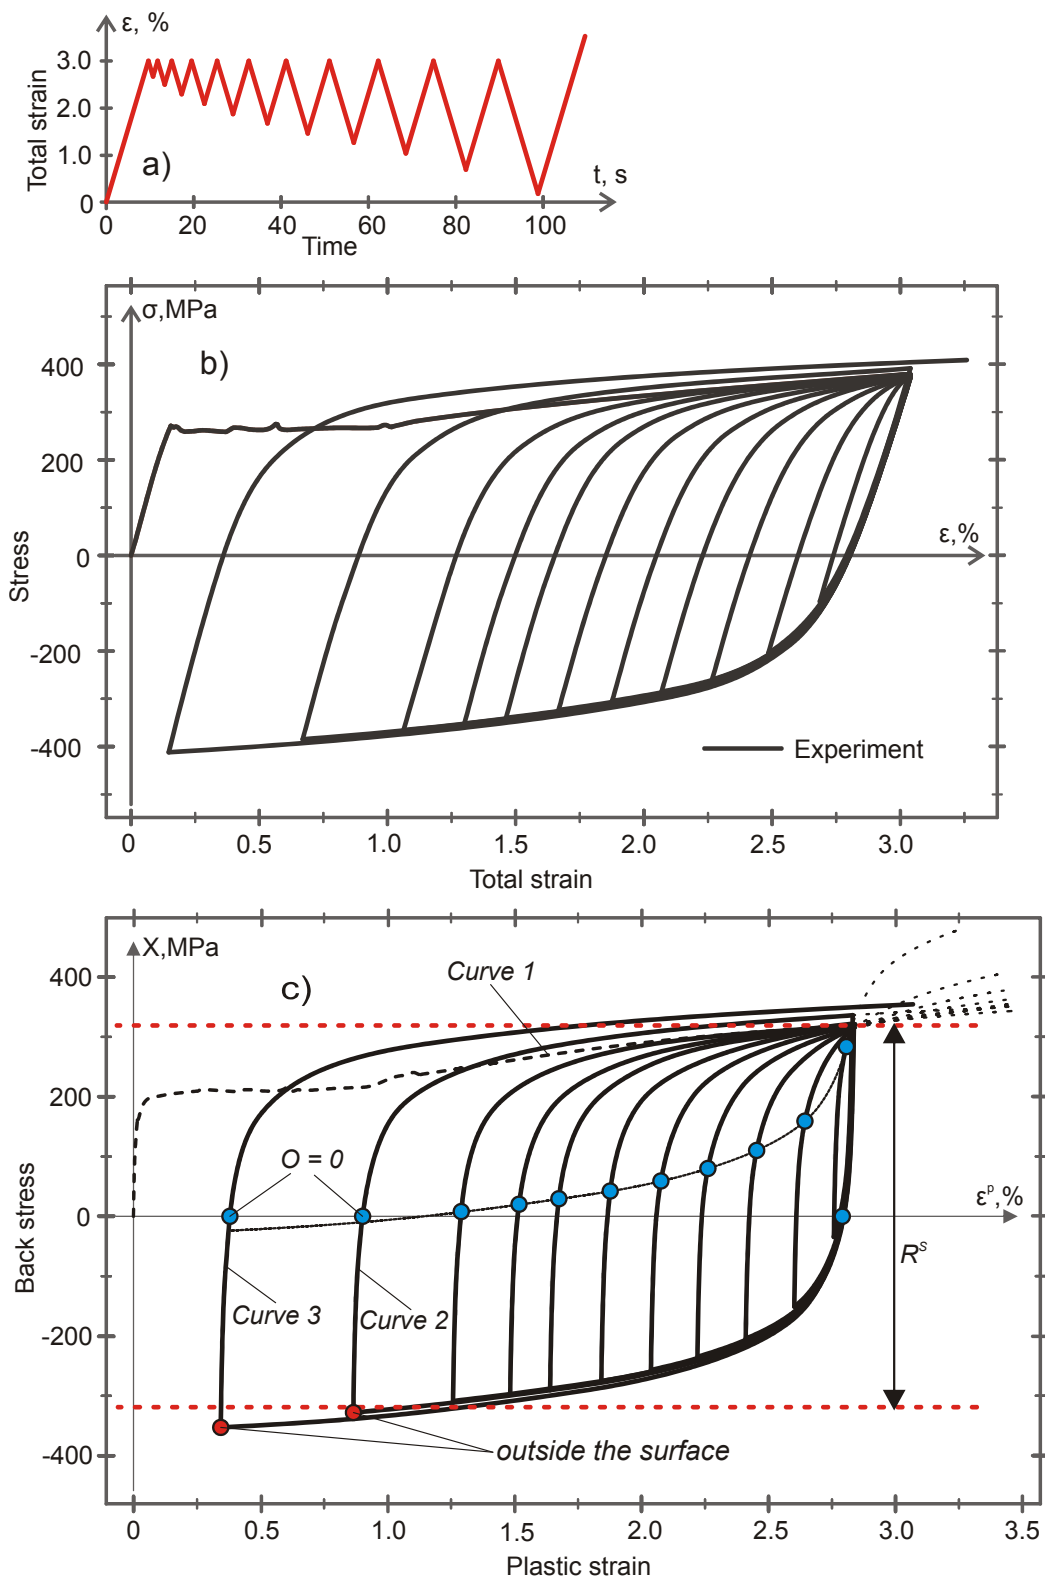 ε, %
3.0
2.0
1.0
0
Total strain
a)
t, s
0 20 40 60 80 100
Time
σ,MPa
b)
400
200
0
-200
-400
Stress
ε,%
Experiment
0 0.5 1.0 1.5 2.0 2.5 3.0
Total strain
X,MPa
c)
Curve 1
400
200
0
-200
-400
Back stress
O = 0
εᵖ,%
Rˢ
Curve 3
Curve 2
outside the surface
0 0.5 1.0 1.5 2.0 2.5 3.0 3.5
Plastic strain